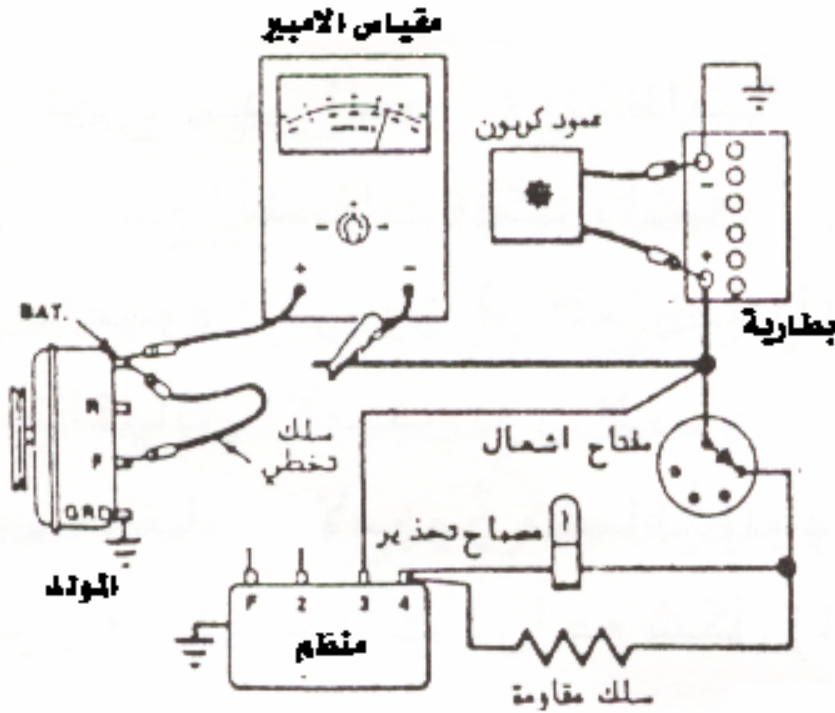 مقياس الامبير
عمود كربون
+
-
+
-
-
+
بطارية
BAT.
R
F
GRD
سلك
تخطي
مفتاح اشعال
مصباح تحذير
المولد
F 2 3 4
منظم
سلك مقاومة